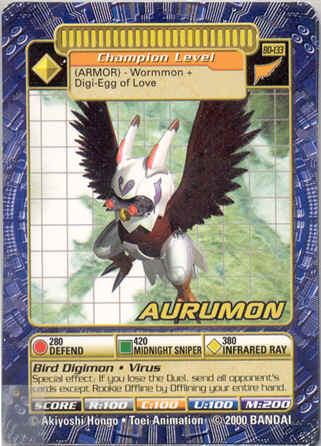 Champion Level
BO-133
(ARMOR) - Wormmon +
Digi-Egg of Love
AURUMON
280
DEFEND
420
MIDNIGHT SNIPER
380
INFRARED RAY
Bird Digimon • Virus
Special effect: If you lose the Duel, send all opponent's
cards except Rookie Offline by Offlining your entire hand.
SCORE R:100 C:100 U:100 M:200
© Akiyoshi Hongo • Toei Animation © 2000 BANDAI